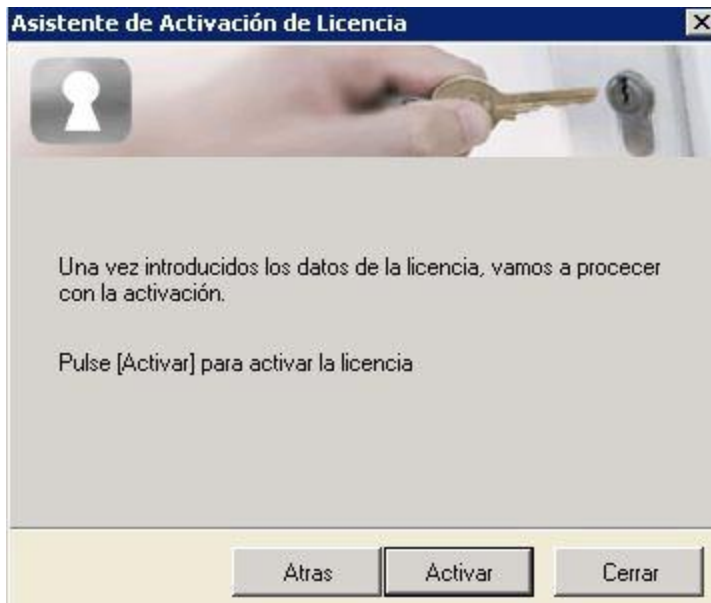 Asistente de Activación de Licencia
Una vez introducidos los datos de la licencia, vamos a procecer
con la activación.
Pulse [Activar] para activar la licencia
Atras
Activar
Cerrar